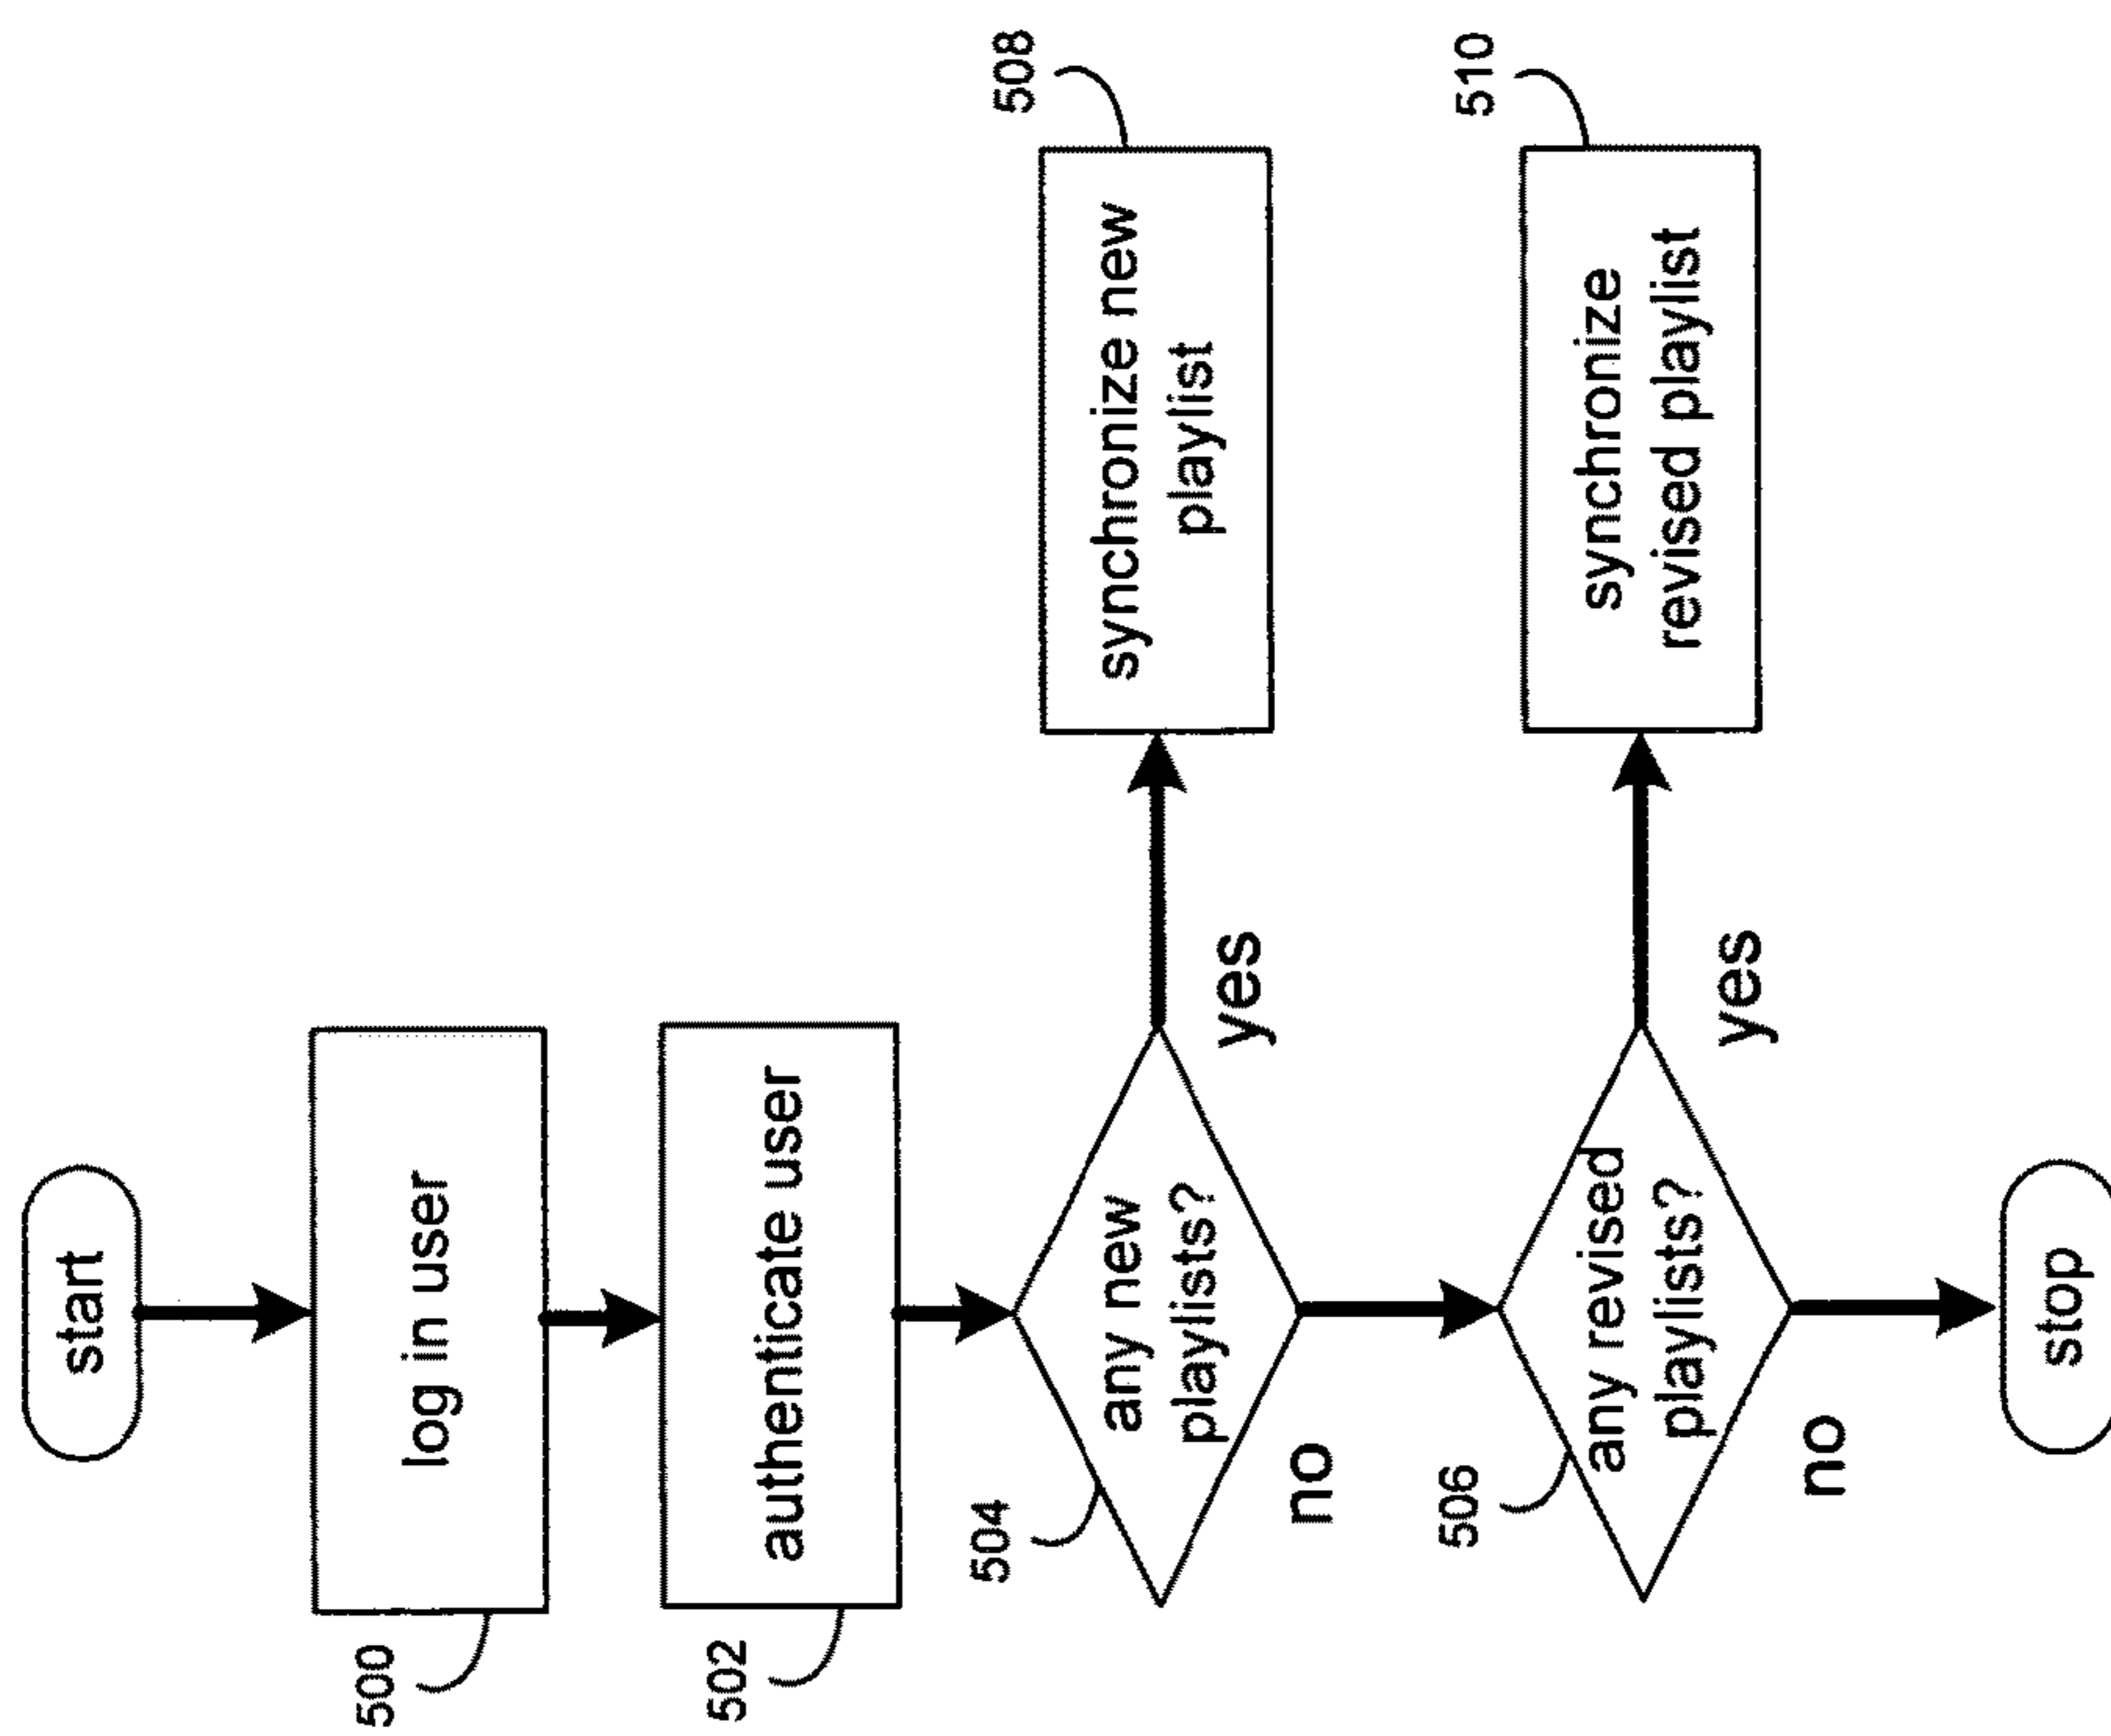 start
log in user
500
authenticate user
502
any new
playlists?
504
yes
synchronize new
playlist
508
no
any revised
playlists?
506
yes
synchronize
revised playlist
510
no
stop